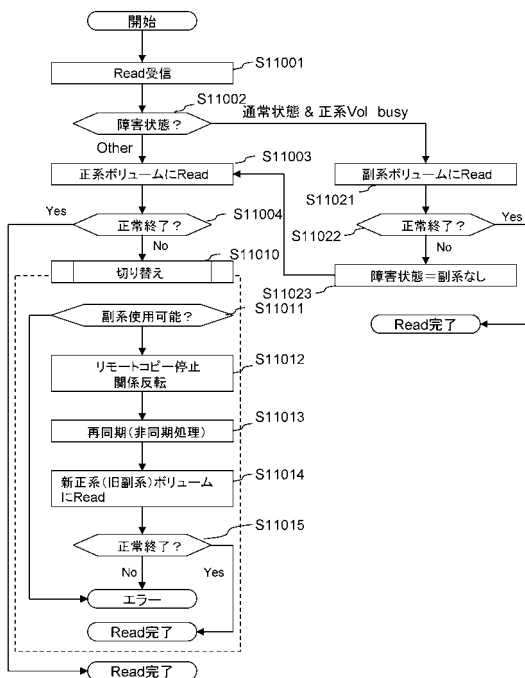 開始
Read受信
S11001
S11002
障害状態？
通常状態 & 正系Vol busy
Other
正系ボリュームにRead
S11003
副系ボリュームにRead
S11021
Yes
正常終了？
S11004
No
S11022
正常終了？
Yes
No
切り替え
S11010
障害状態＝副系なし
S11023
副系使用可能？
S11011
Read完了
リモートコピー停止
関係反転
S11012
再同期(非同期処理)
S11013
新正系(旧副系)ボリューム
にRead
S11014
正常終了？
S11015
No
Yes
エラー
Read完了
Read完了